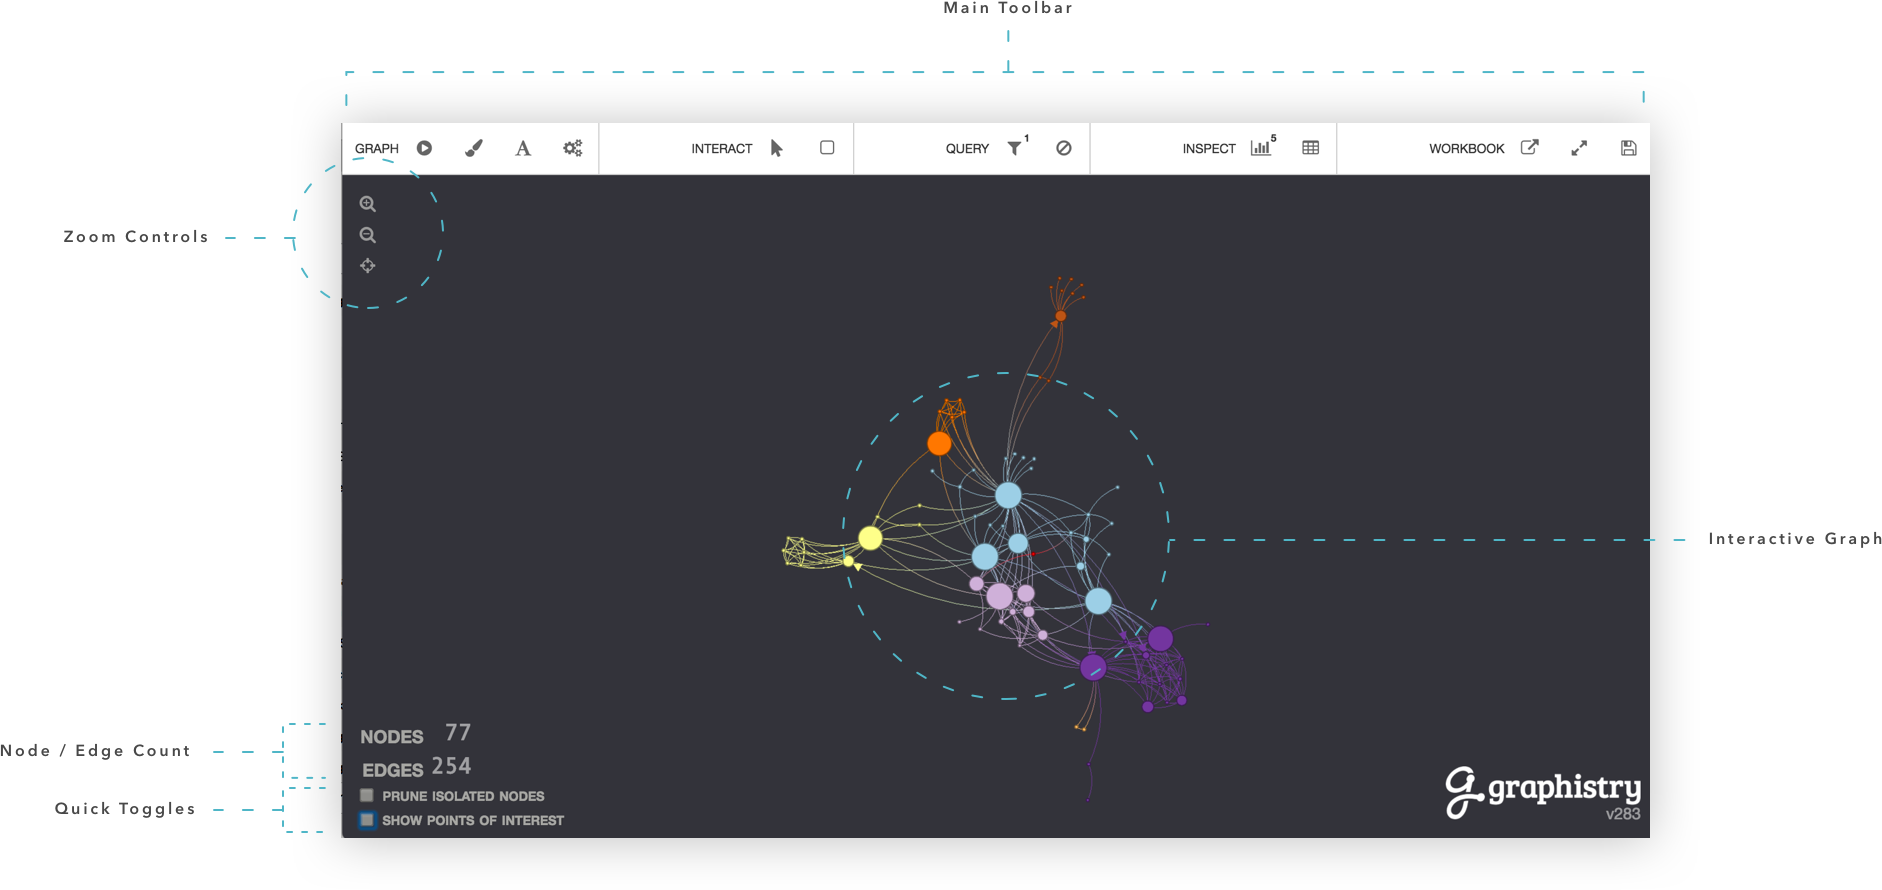 Main Toolbar
GRAPH A INTERACT QUERY 1 INSPECT 5 WORKBOOK
Zoom Controls
Interactive Graph
Node / Edge Count
NODES 77
EDGES 254
Quick Toggles
PRUNE ISOLATED NODES
SHOW POINTS OF INTEREST
graphistry
v283